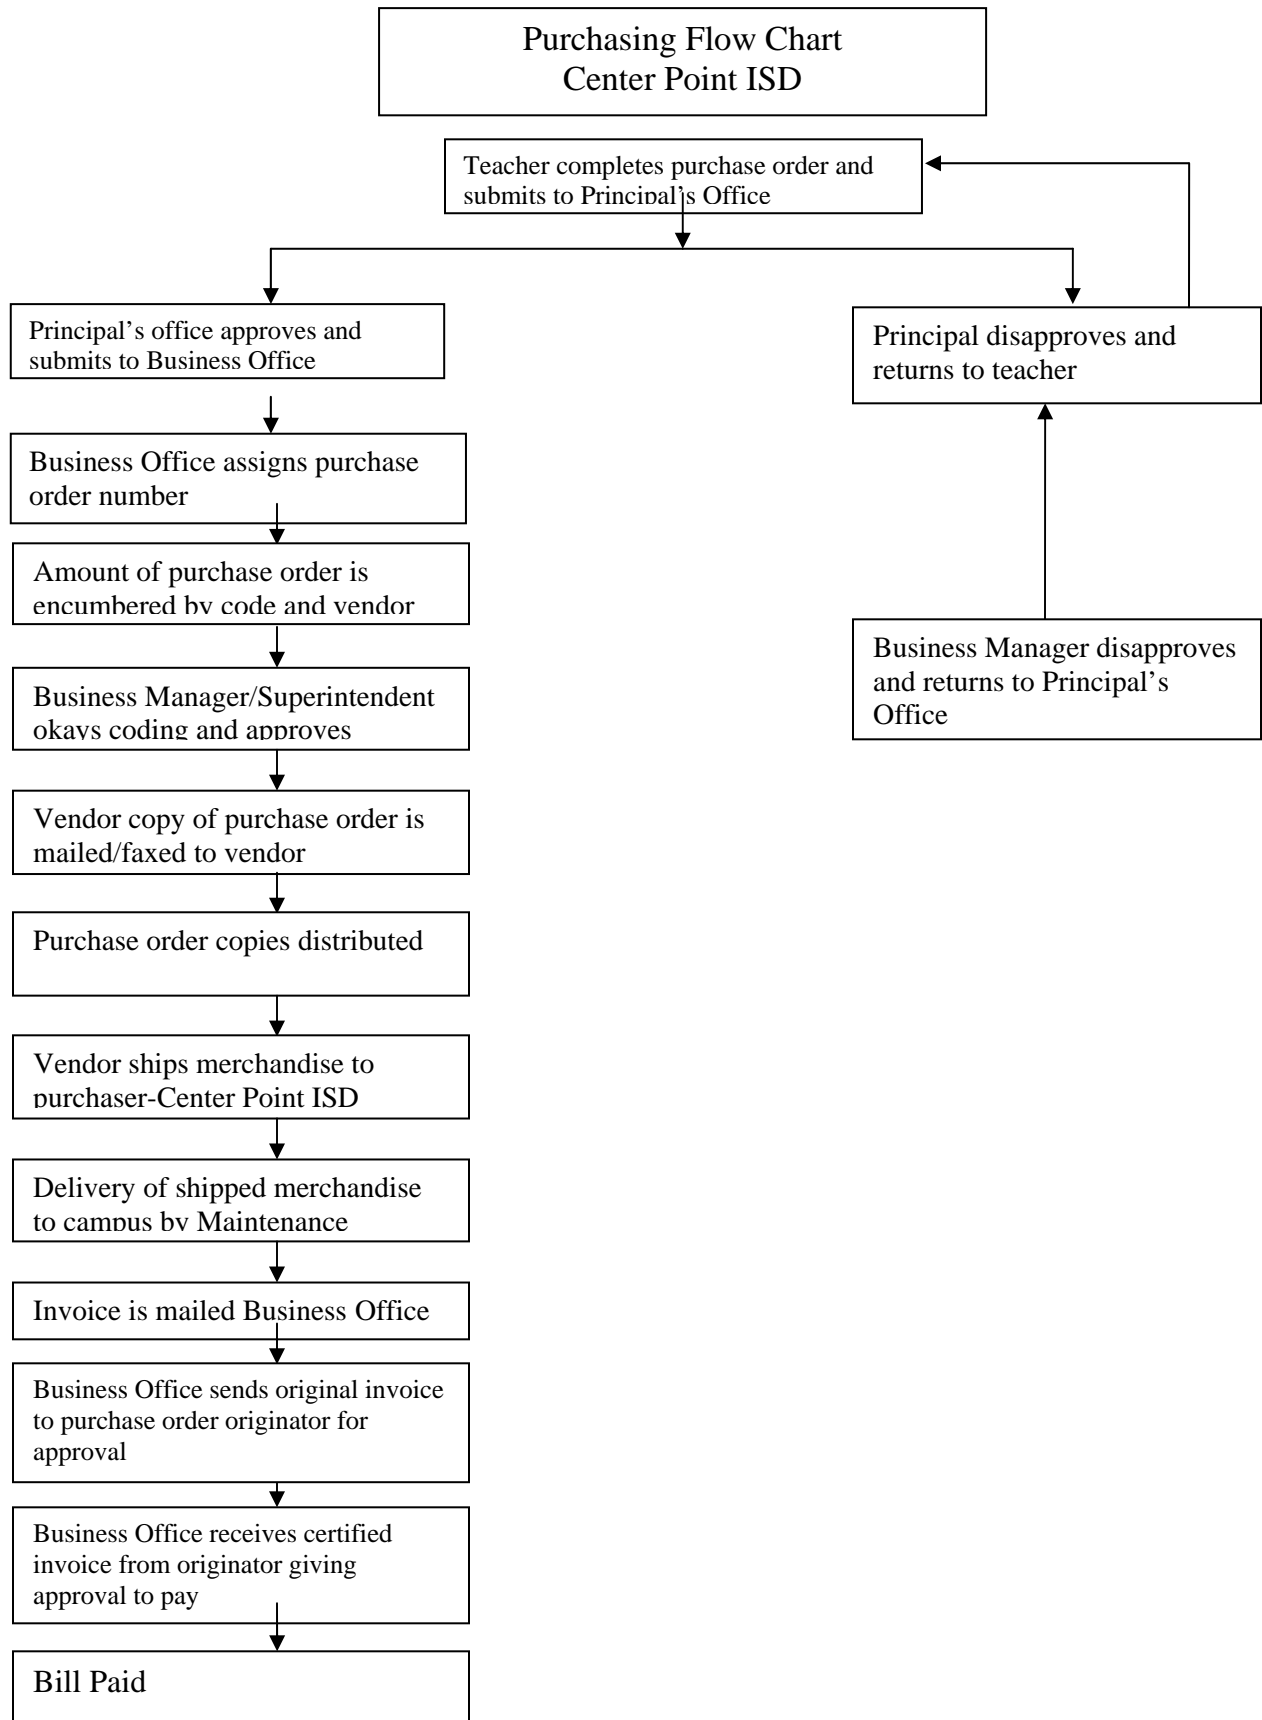 Purchasing Flow Chart
Center Point ISD
Teacher completes purchase order and
submits to Principal’s Office
Principal’s office approves and
submits to Business Office
Principal disapproves and
returns to teacher
Business Office assigns purchase
order number
Amount of purchase order is
encumbered by code and vendor
Business Manager/Superintendent
okays coding and approves
Business Manager disapproves
and returns to Principal’s
Office
Vendor copy of purchase order is
mailed/faxed to vendor
Purchase order copies distributed
Vendor ships merchandise to
purchaser-Center Point ISD
Delivery of shipped merchandise
to campus by Maintenance
Invoice is mailed Business Office
Business Office sends original invoice
to purchase order originator for
approval
Business Office receives certified
invoice from originator giving
approval to pay
Bill Paid